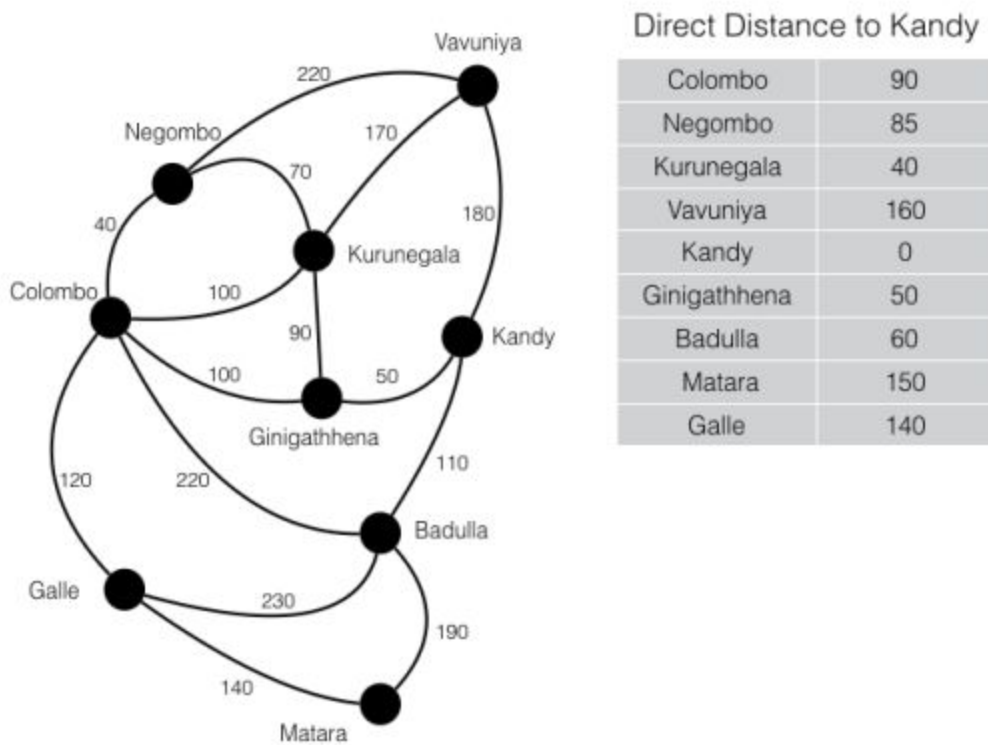 Direct Distance to Kandy
Colombo 90
Negombo 85
Kurunegala 40
Vavuniya 160
Kandy 0
Ginigathhena 50
Badulla 60
Matara 150
Galle 140
Vavuniya
220
Negombo
170
70
180
40
Kurunegala
Colombo
100
90
Kandy
100
50
Ginigathhena
110
120
220
Badulla
Galle
230
190
140
Matara